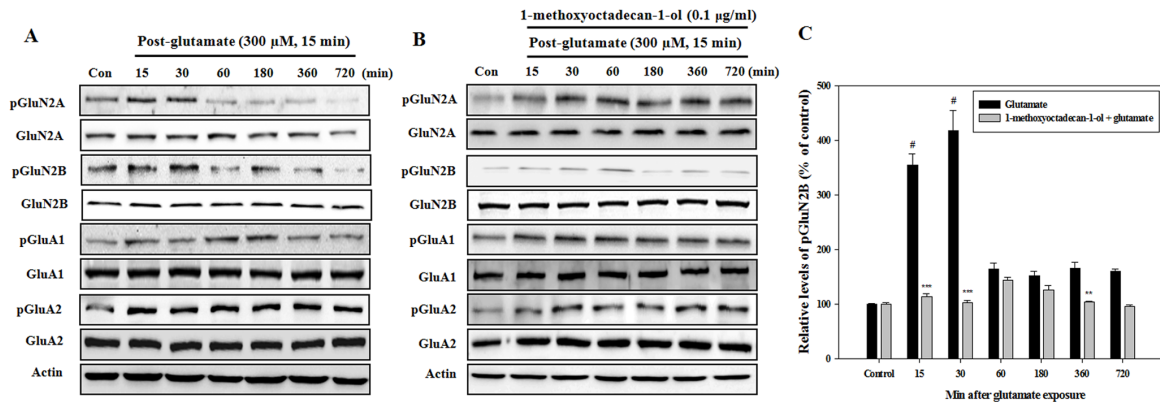 A
Post-glutamate (300 µM, 15 min)
Con 15 30 60 180 360 720 (min)
pGluN2A
GluN2A
pGluN2B
GluN2B
pGluA1
GluA1
pGluA2
GluA2
Actin
B
1-methoxyoctadecan-1-ol (0.1 µg/ml)
Post-glutamate (300 µM, 15 min)
Con 15 30 60 180 360 720 (min)
pGluN2A
GluN2A
pGluN2B
GluN2B
pGluA1
GluA1
pGluA2
GluA2
Actin
C
Relative levels of pGluN2B (% of control)
500
400
300
200
100
0
Glutamate
1-methoxyoctadecan-1-ol + glutamate
# #
*** *** **
Control 15 30 60 180 360 720
Min after glutamate exposure